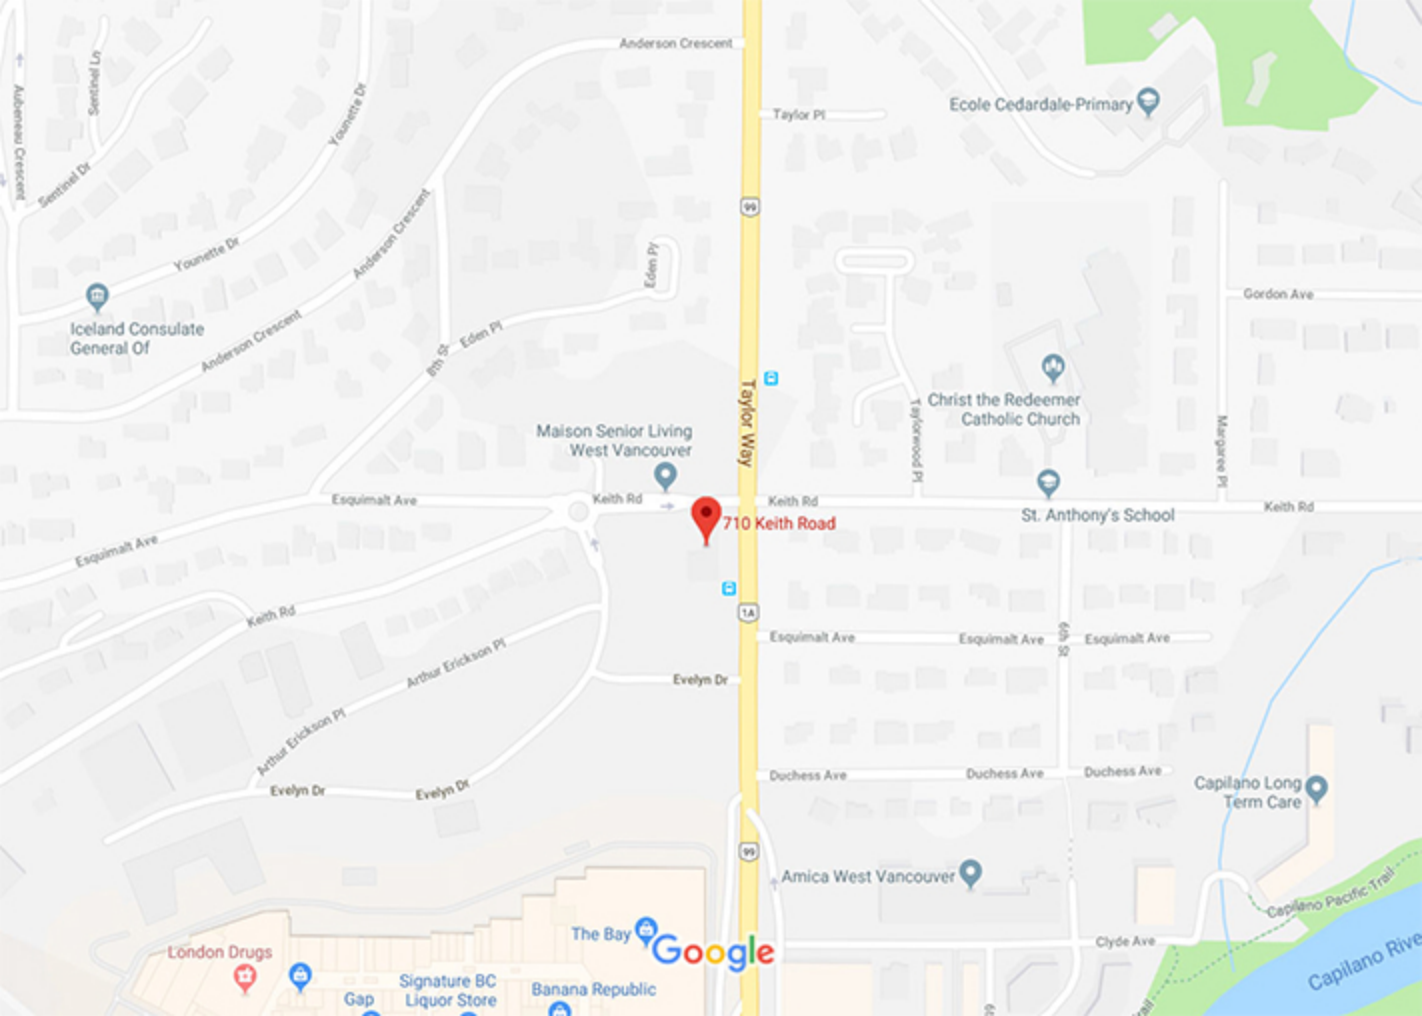 Anderson Crescent
Sentinel Ln
Aubeneau Crescent
Younette Dr
Taylor Pl
Ecole Cedardale-Primary
Sentinel Dr
99
Anderson Crescent
Younette Dr
Eden Pl
Gordon Ave
Iceland Consulate
General Of
Anderson Crescent
Eden Pl
8th St
Taylor Way
Christ the Redeemer
Catholic Church
Taylorwood Pl
Margaree Pl
Maison Senior Living
West Vancouver
Esquimalt Ave
Keith Rd
Keith Rd
Keith Rd
St. Anthony's School
710 Keith Road
Esquimalt Ave
Keith Rd
1A
Esquimalt Ave
Esquimalt Ave
6th St
Esquimalt Ave
Arthur Erickson Pl
Evelyn Dr
Arthur Erickson Pl
Duchess Ave
Duchess Ave
Duchess Ave
Evelyn Dr
Evelyn Dr
Capilano Long
Term Care
99
Amica West Vancouver
Capilano Pacific Trail
The Bay
Google
Clyde Ave
London Drugs
Capilano Rive
Signature BC
Liquor Store
Gap
Banana Republic